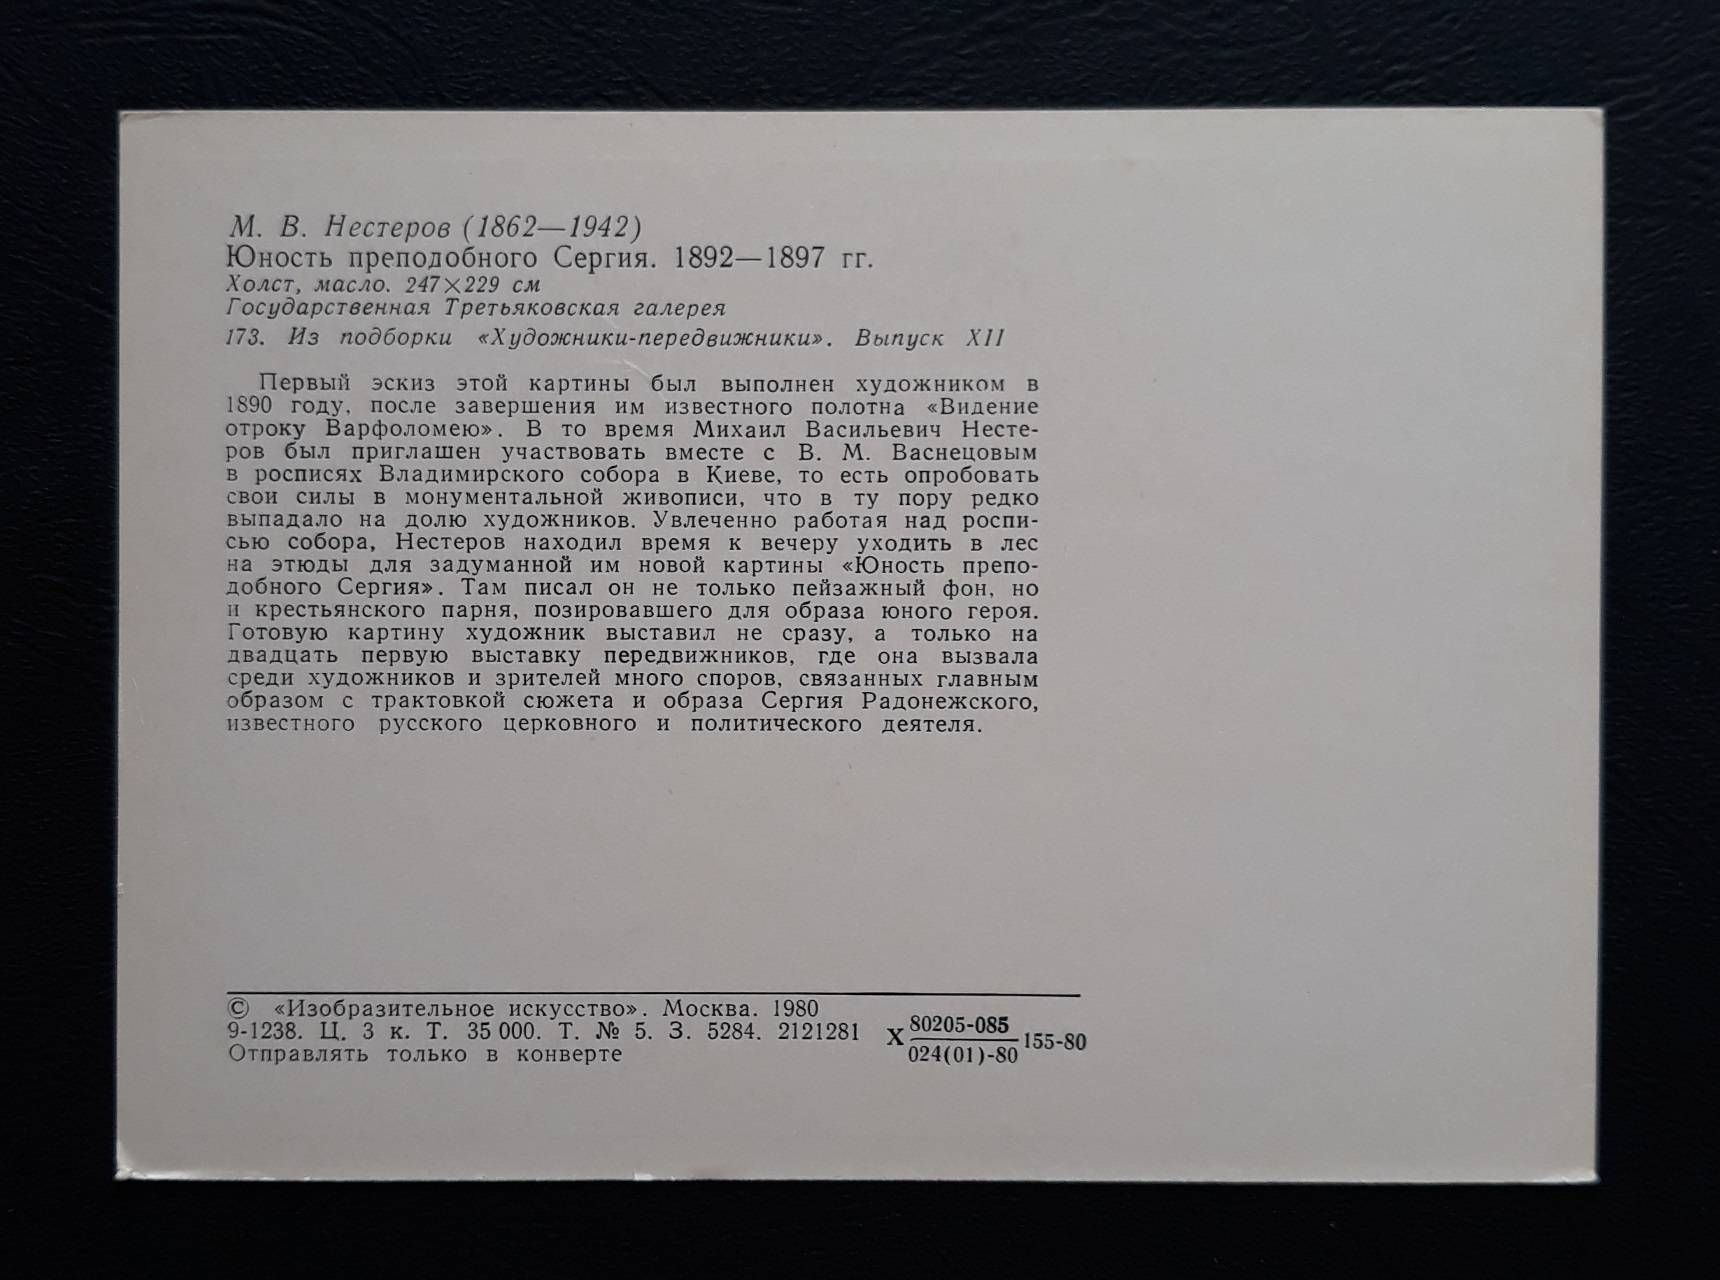 М. В. Нестеров (1862—1942)
Юность преподобного Сергия. 1892—1897 гг.
Холст, масло. 247×229 см
Государственная Третьяковская галерея
173. Из подборки «Художники-передвижники». Выпуск XII
Первый эскиз этой картины был выполнен художником в
1890 году, после завершения им известного полотна «Видение
отроку Варфоломею». В то время Михаил Васильевич Несте-
ров был приглашен участвовать вместе с В. М. Васнецовым
в росписях Владимирского собора в Киеве, то есть опробовать
свои силы в монументальной живописи, что в ту пору редко
выпадало на долю художников. Увлеченно работая над роспи-
сью собора, Нестеров находил время к вечеру уходить в лес
на этюды для задуманной им новой картины «Юность препо-
добного Сергия». Там писал он не только пейзажный фон, но
и крестьянского парня, позировавшего для образа юного героя.
Готовую картину художник выставил не сразу, а только на
двадцать первую выставку передвижников, где она вызвала
среди художников и зрителей много споров, связанных главным
образом с трактовкой сюжета и образа Сергия Радонежского,
известного русского церковного и политического деятеля.
© «Изобразительное искусство». Москва. 1980
9-1238. Ц. 3 к. Т. 35 000. Т. № 5. З. 5284. 2121281
Отправлять только в конверте
X 80205-085
024(01)-80 155-80